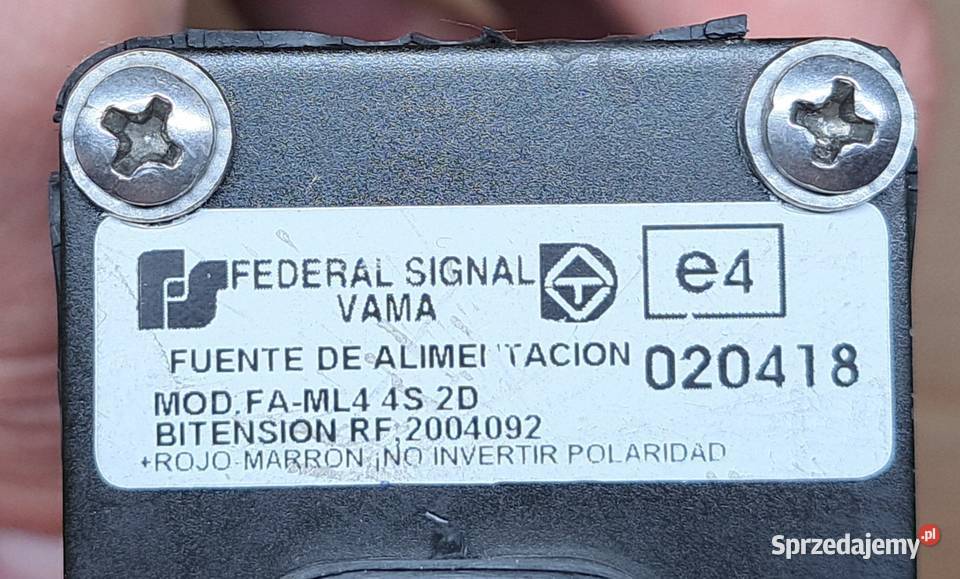 FEDERAL SIGNAL
VAMA
e4
FUENTE DE ALIMENTACION
020418
MOD.FA-ML4 4S 2D
BITENSION RF.2004092
+ROJO-MARRON ¡NO INVERTIR POLARIDAD
Sprzedajemy.pl